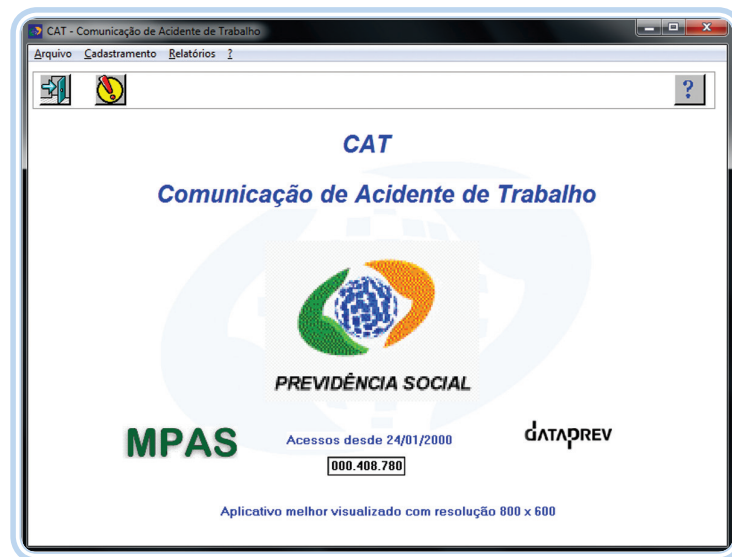 CAT - Comunicação de Acidente de Trabalho
Arquivo Cadastramento Relatórios ?
?
CAT
Comunicação de Acidente de Trabalho
PREVIDÊNCIA SOCIAL
MPAS
Acessos desde 24/01/2000
000.408.780
DATAPREV
Aplicativo melhor visualizado com resolução 800 x 600